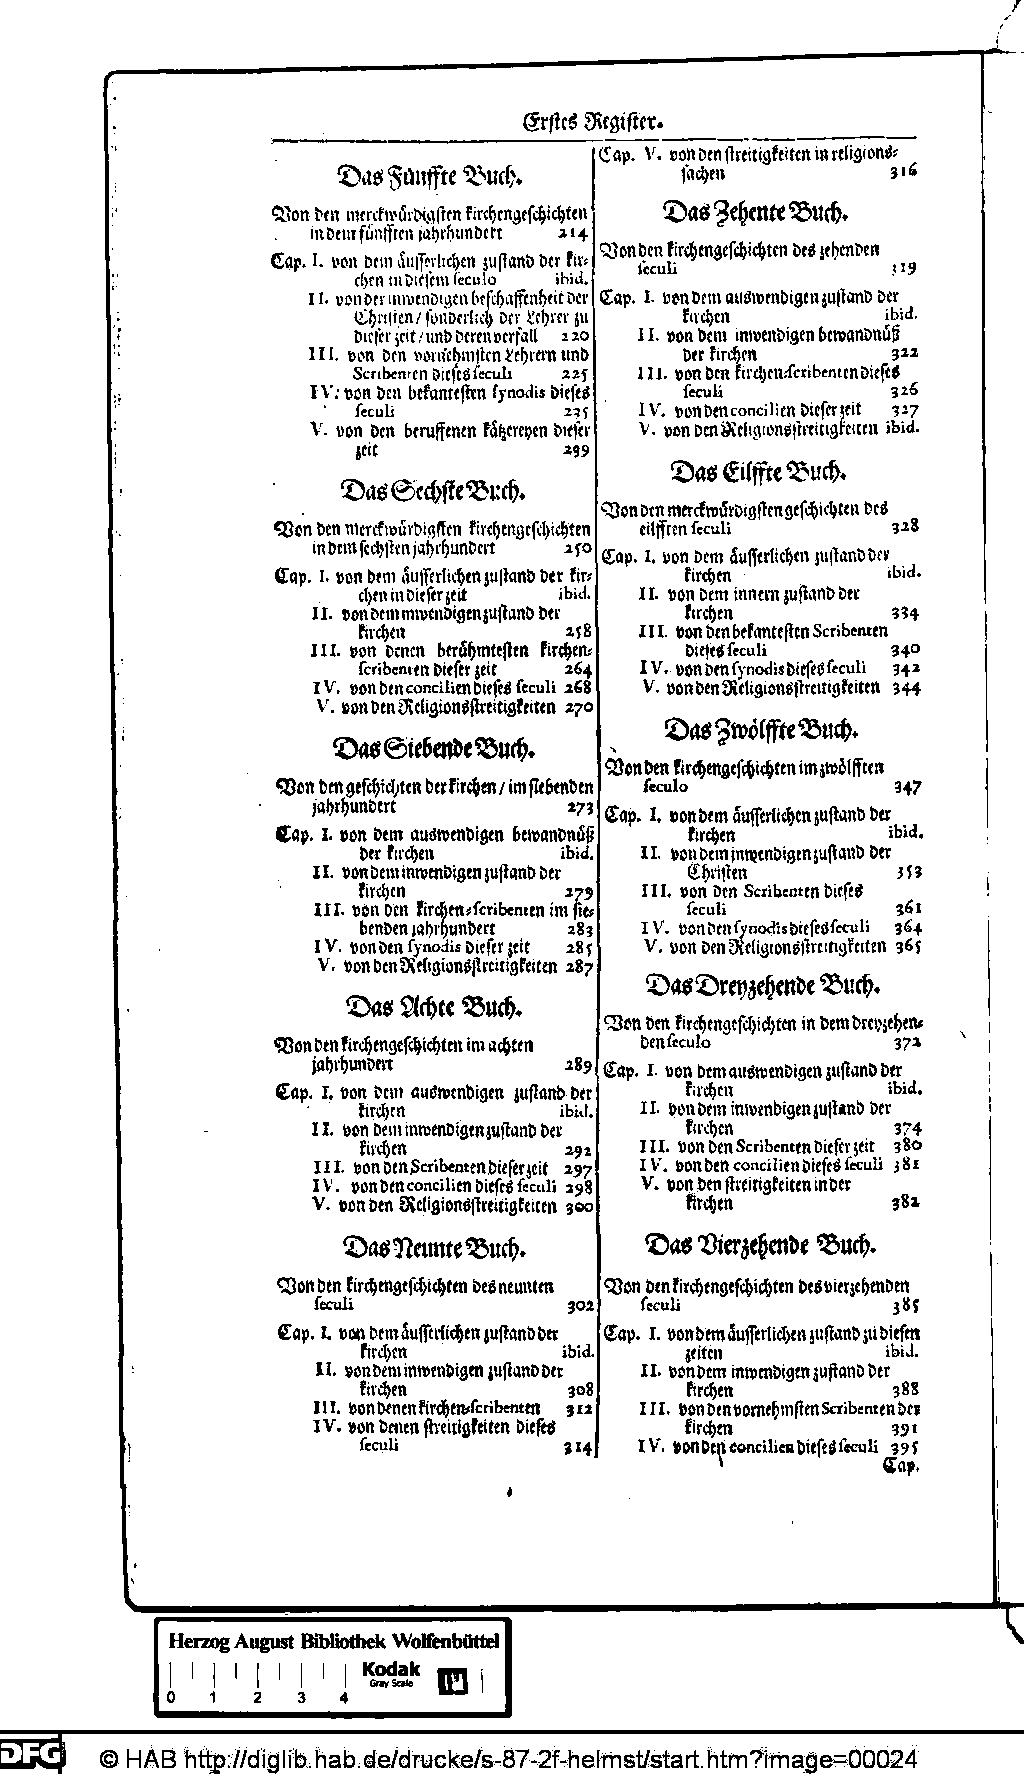 Erstes Register.
Das Fünffte Buch.
Von den merckwürdigsten kirchengeschichten
in dem fünfften jahrhundert 214
Cap. I. von dem äusserlichen zustand der kir-
chen in diesem seculo ibid.
II. von der inwendigen beschaffenheit der
Christen/ sonderlich der Lehrer zu
dieser zeit/ und deren verfall 220
III. von den vornehmsten Lehrern und
Scribenten dieses seculi 225
IV. von den bekantesten synodis dieses
seculi 235
V. von den beruffenen kätzereyen dieser
zeit 299
Das Sechste Buch.
Von den merckwürdigsten kirchengeschichten
in dem sechsten jahrhundert 250
Cap. I. von dem äusserlichen zustand der kir-
chen in dieser zeit ibid.
II. von dem inwendigen zustand der
kirchen 258
III. von denen berühmtesten kirchen-
scribenten dieser zeit 264
IV. von den concilien dieses seculi 268
V. von den Religionsstreitigkeiten 270
Das Siebende Buch.
Von den geschichten der kirchen/ im siebenden
jahrhundert 273
Cap. I. von dem auswendigen bewandnüß
der kirchen ibid.
II. von dem inwendigen zustand der
kirchen 279
III. von den kirchen-scribenten im sie-
benden jahrhundert 283
IV. von den synodis dieser zeit 285
V. von den Religionsstreitigkeiten 287
Das Achte Buch.
Von den kirchengeschichten im achten
jahrhundert 289
Cap. I. von dem auswendigen zustand der
kirchen ibid.
II. von dem inwendigen zustand der
kirchen 292
III. von den Scribenten dieser zeit 297
IV. von den concilien dieses seculi 298
V. von den Religionsstreitigkeiten 300
Das Neunte Buch.
Von den kirchengeschichten des neunten
seculi 302
Cap. I. von dem äusserlichen zustand der
kirchen ibid.
II. von dem inwendigen zustand der
kirchen 308
III. von denen kirchen-scribenten 312
IV. von denen streitigkeiten dieses
seculi 314
Cap. V. von den streitigkeiten in religions-
sachen 316
Das Zehente Buch.
Von den kirchengeschichten des zehenden
seculi 319
Cap. I. von dem auswendigen zustand der
kirchen ibid.
II. von dem inwendigen bewandnüß
der kirchen 322
III. von den kirchen-scribenten dieses
seculi 326
IV. von den concilien dieser zeit 327
V. von den Religionsstreitigkeiten ibid.
Das Eilffte Buch.
Von den merckwürdigsten geschichten des
eilfften seculi 328
Cap. I. von dem äusserlichen zustand der
kirchen ibid.
II. von dem innern zustand der
kirchen 334
III. von den bekantesten Scribenten
dieses seculi 340
IV. von den synodis dieses seculi 342
V. von den Religionsstreitigkeiten 344
Das Zwölffte Buch.
Von den kirchengeschichten im zwölfften
seculo 347
Cap. I. von dem äusserlichen zustand der
kirchen ibid.
II. von dem inwendigen zustand der
Christen 353
III. von den Scribenten dieses
seculi 361
IV. von den synodis dieses seculi 364
V. von den Religionsstreitigkeiten 365
Das Dreyzehende Buch.
Von den kirchengeschichten in dem dreyzehen-
den seculo 372
Cap. I. von dem auswendigen zustand der
kirchen ibid.
II. von dem inwendigen zustand der
kirchen 374
III. von den Scribenten dieser zeit 380
IV. von den concilien dieses seculi 381
V. von den streitigkeiten in der
kirchen 382
Das Vierzehende Buch.
Von den kirchengeschichten des vierzehenden
seculi 385
Cap. I. von dem äusserlichen zustand zu diesen
zeiten ibid.
II. von dem inwendigen zustand der
kirchen 388
III. von den vornehmsten Scribenten der
kirchen 391
IV. von den concilien dieses seculi 395
Cap.
Herzog August Bibliothek Wolfenbüttel
Kodak
Gray Scale
0 1 2 3 4
DFG © HAB http://diglib.hab.de/drucke/s-87-2f-helmst/start.htm?image=00024